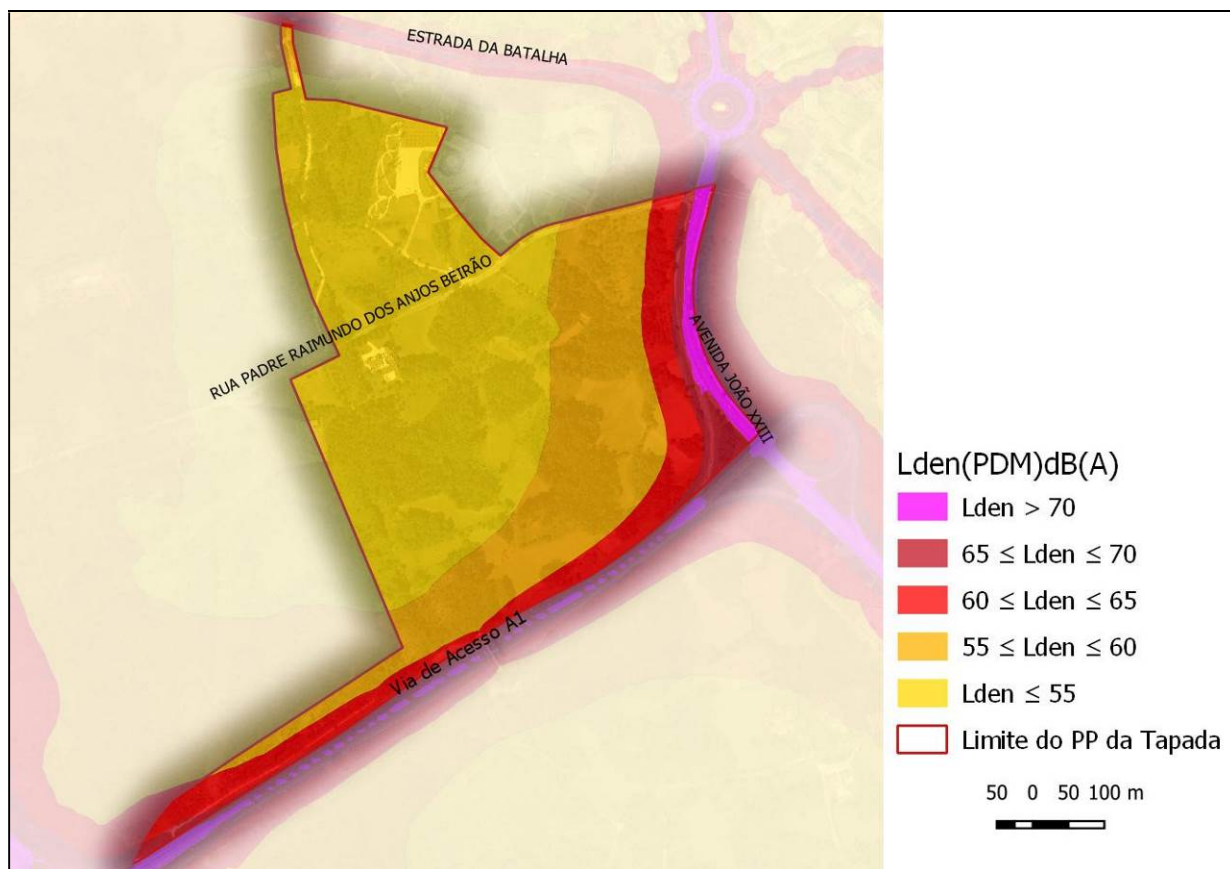 ESTRADA DA BATALHA
RUA PADRE RAIMUNDO DOS ANJOS BEIRÃO
AVENIDA JOÃO XXIII
Via de Acesso A1
Lden(PDM)dB(A)
Lden > 70
65 ≤ Lden ≤ 70
60 ≤ Lden ≤ 65
55 ≤ Lden ≤ 60
Lden ≤ 55
Limite do PP da Tapada
50 0 50 100 m